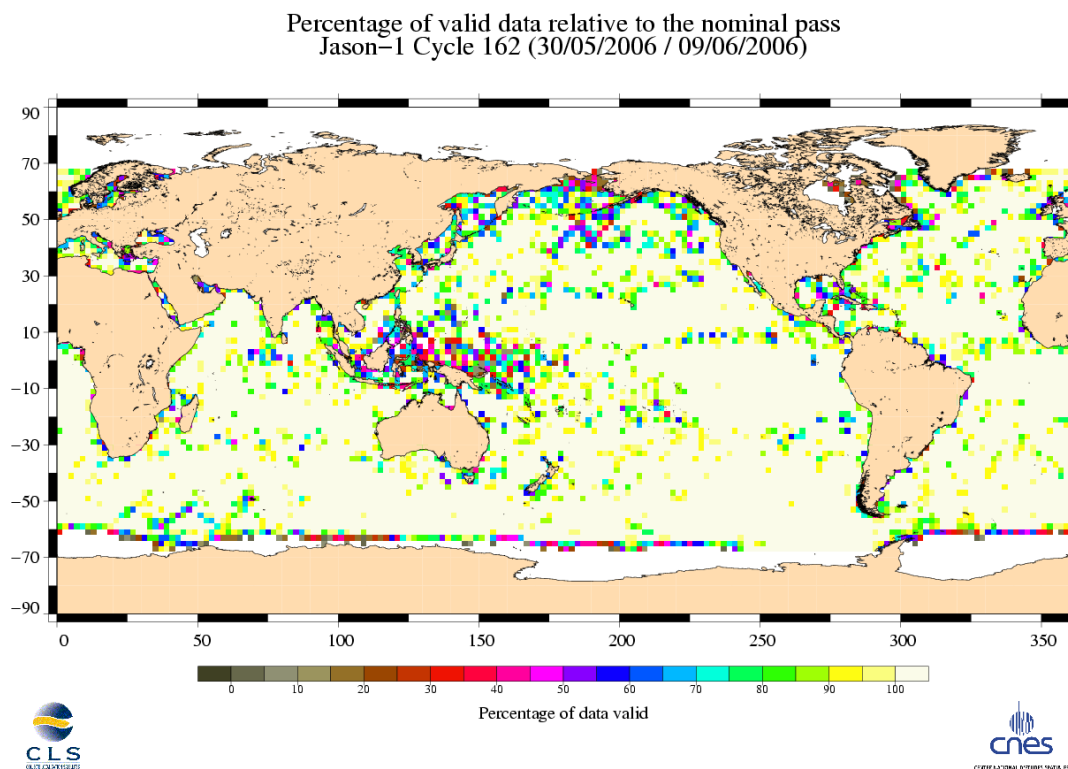 Percentage of valid data relative to the nominal pass
Jason−1 Cycle 162 (30/05/2006 / 09/06/2006)
90
70
50
30
10
−10
−30
−50
−70
−90
0 50 100 150 200 250 300 350
0 10 20 30 40 50 60 70 80 90 100
Percentage of data valid
CLS
cnes